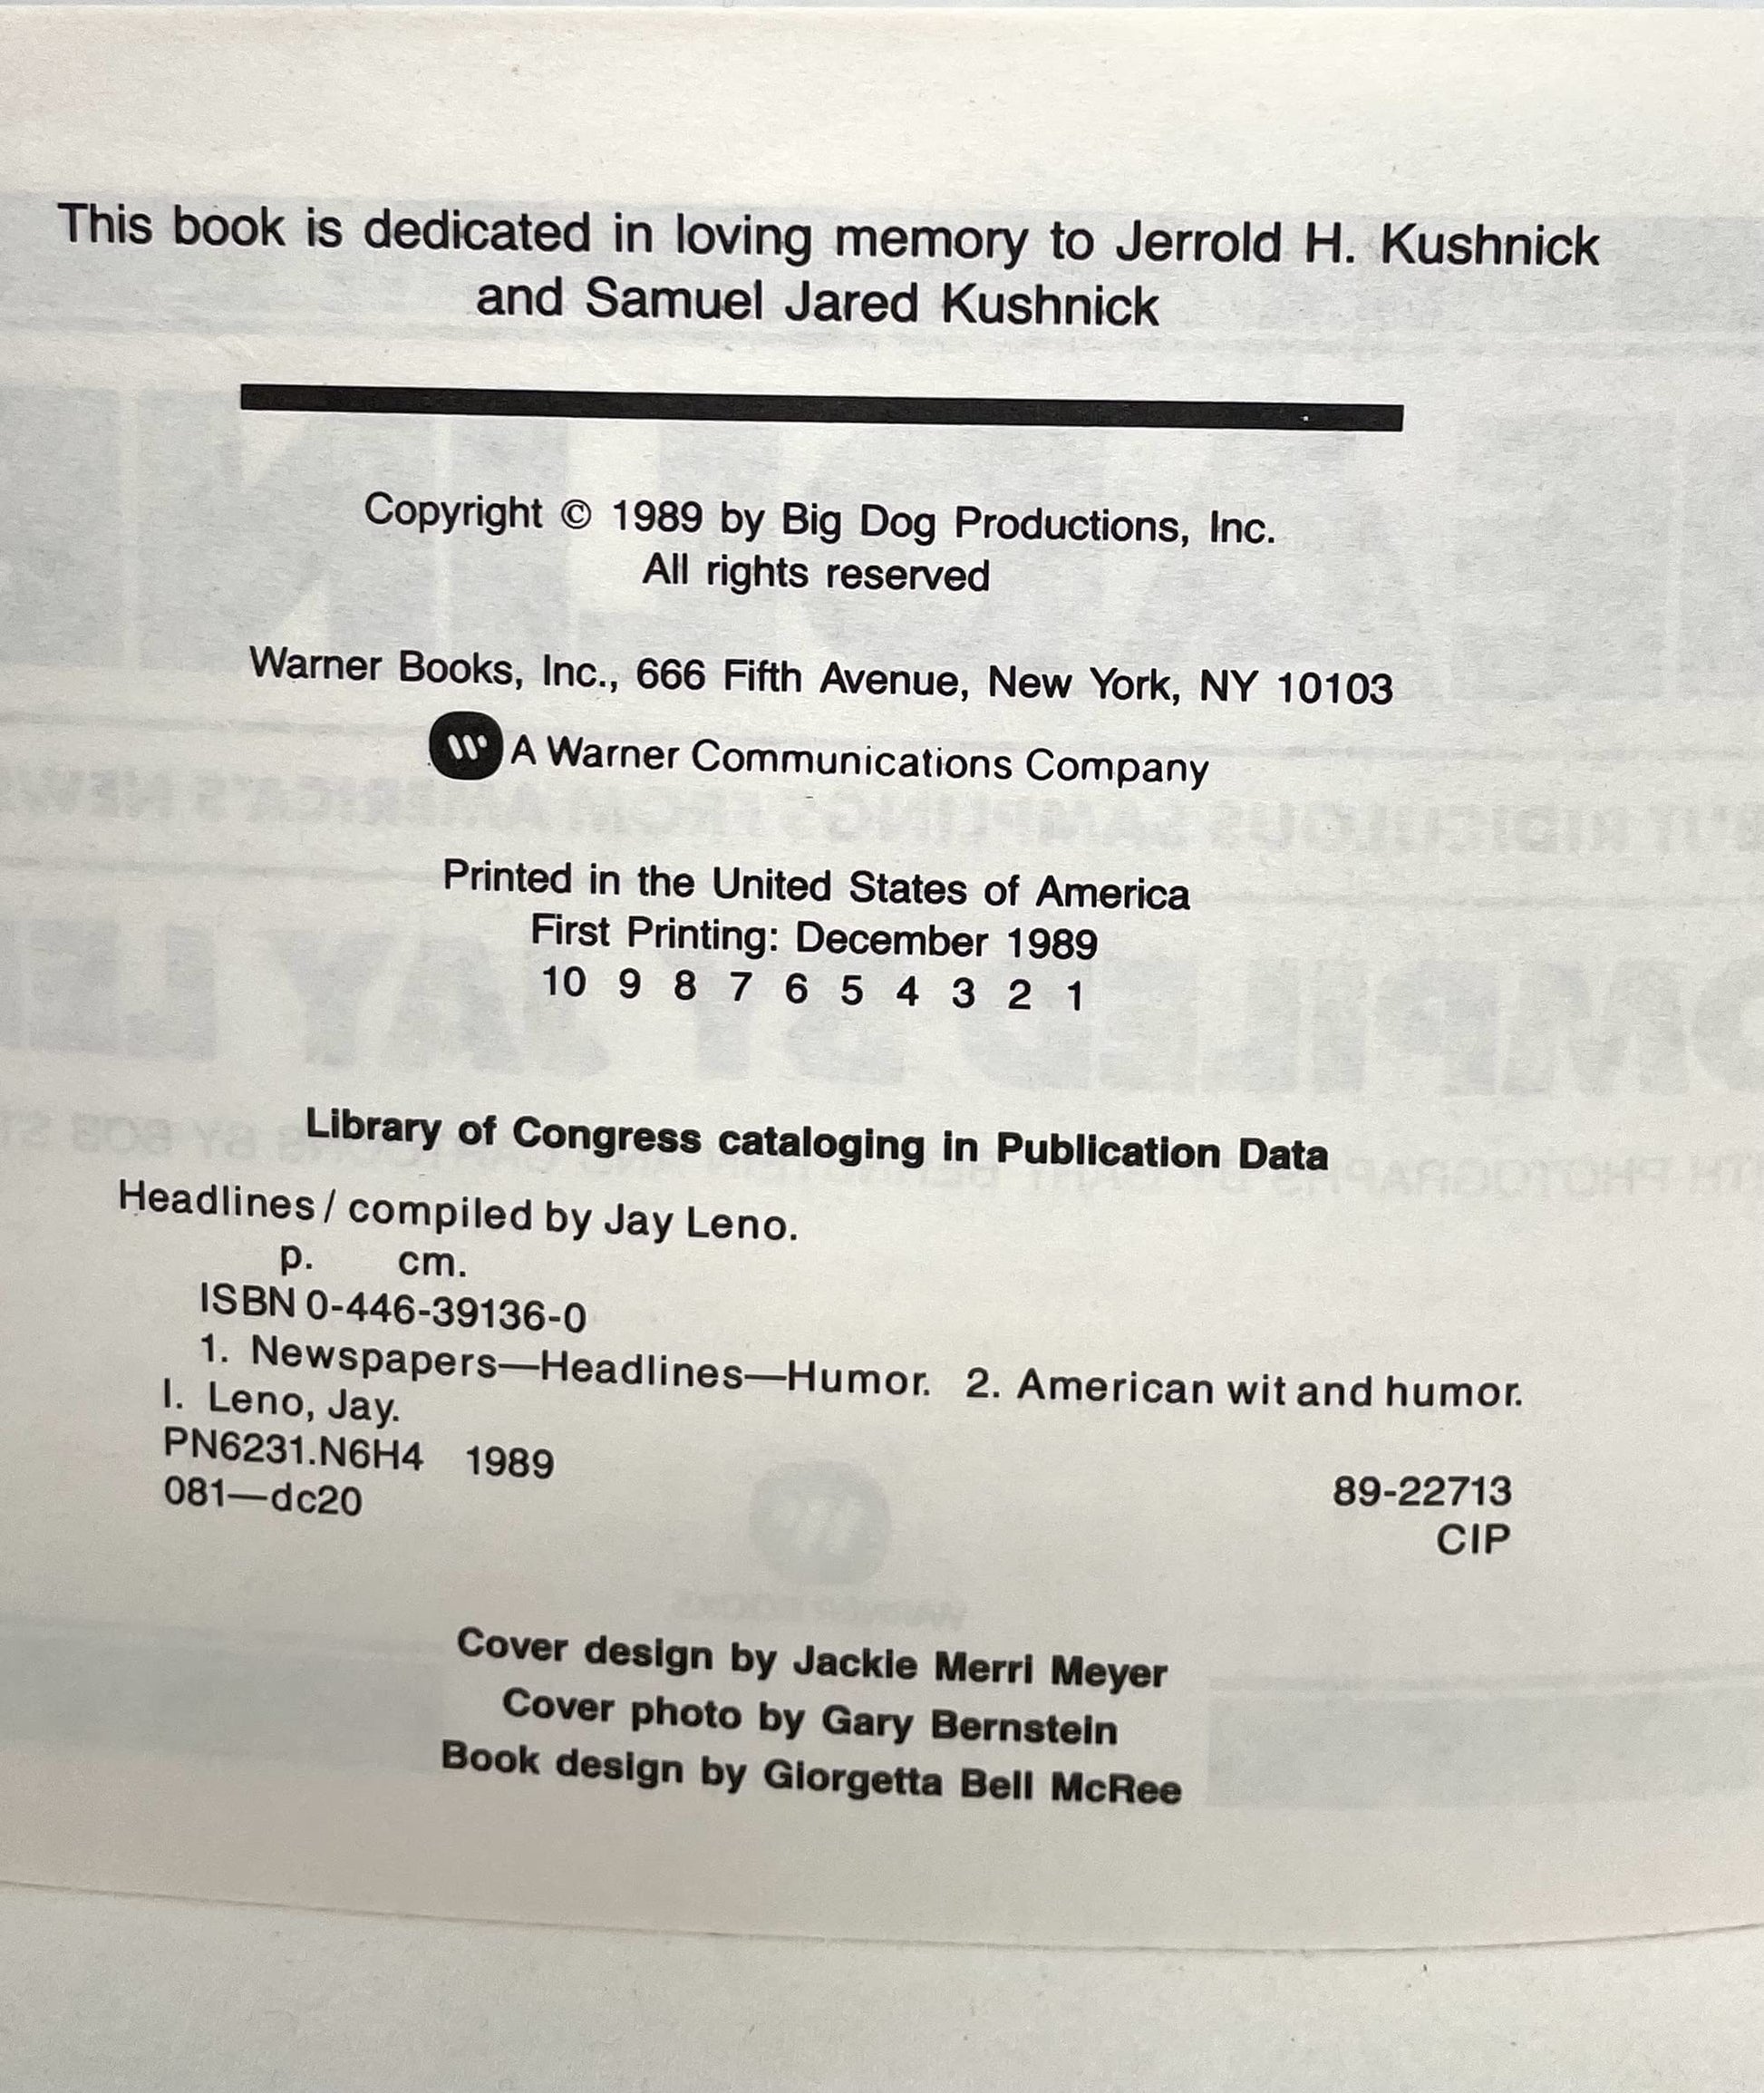 This book is dedicated in loving memory to Jerrold H. Kushnick
and Samuel Jared Kushnick
Copyright © 1989 by Big Dog Productions, Inc.
All rights reserved
Warner Books, Inc., 666 Fifth Avenue, New York, NY 10103
A Warner Communications Company
Printed in the United States of America
First Printing: December 1989
10 9 8 7 6 5 4 3 2 1
Library of Congress cataloging in Publication Data
Headlines / compiled by Jay Leno.
p. cm.
ISBN 0-446-39136-0
1. Newspapers—Headlines—Humor. 2. American wit and humor.
I. Leno, Jay.
PN6231.N6H4 1989
89-22713
081—dc20
CIP
Cover design by Jackie Merri Meyer
Cover photo by Gary Bernstein
Book design by Giorgetta Bell McRee